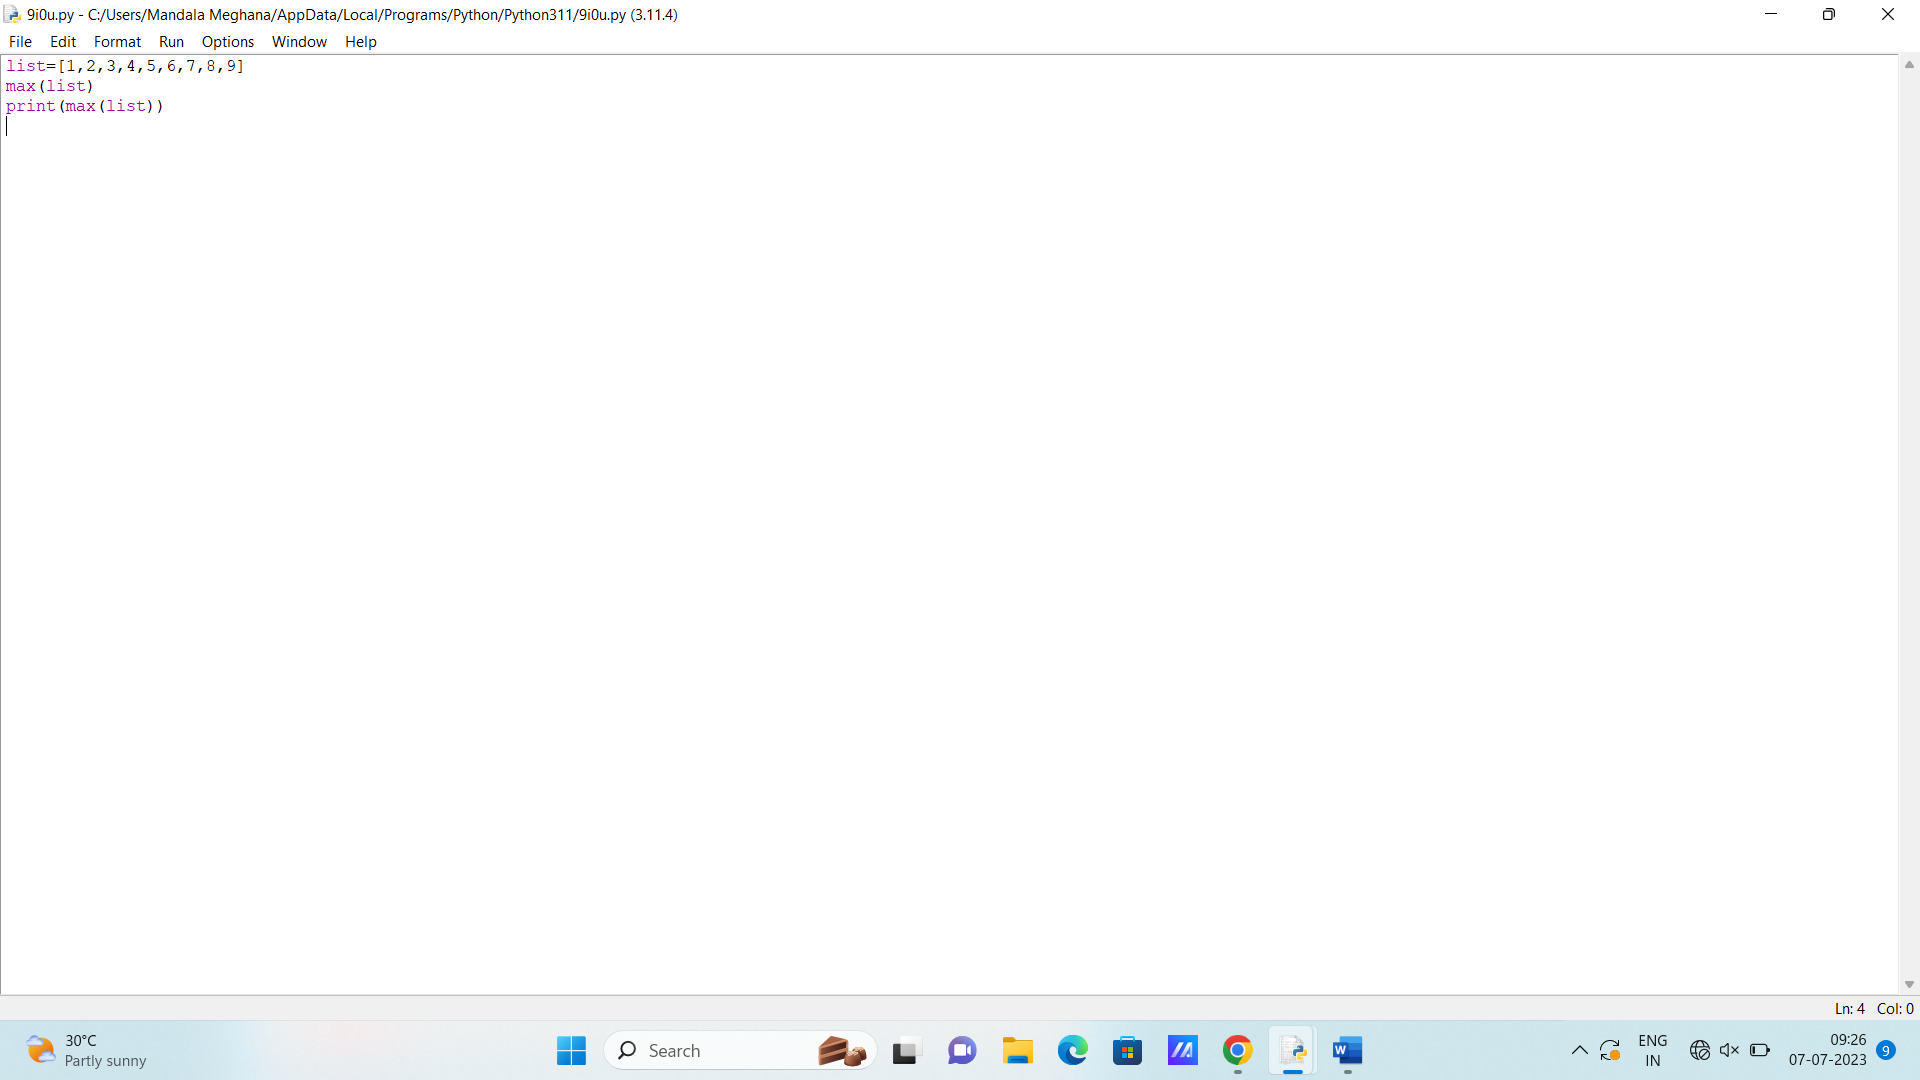 9i0u.py - C:/Users/Mandala Meghana/AppData/Local/Programs/Python/Python311/9i0u.py (3.11.4)
File Edit Format Run Options Window Help
list=[1,2,3,4,5,6,7,8,9]
max(list)
print(max(list))
Ln: 4 Col: 0
30°C
Partly sunny
Search
W
ENG
IN
09:26
07-07-2023
9